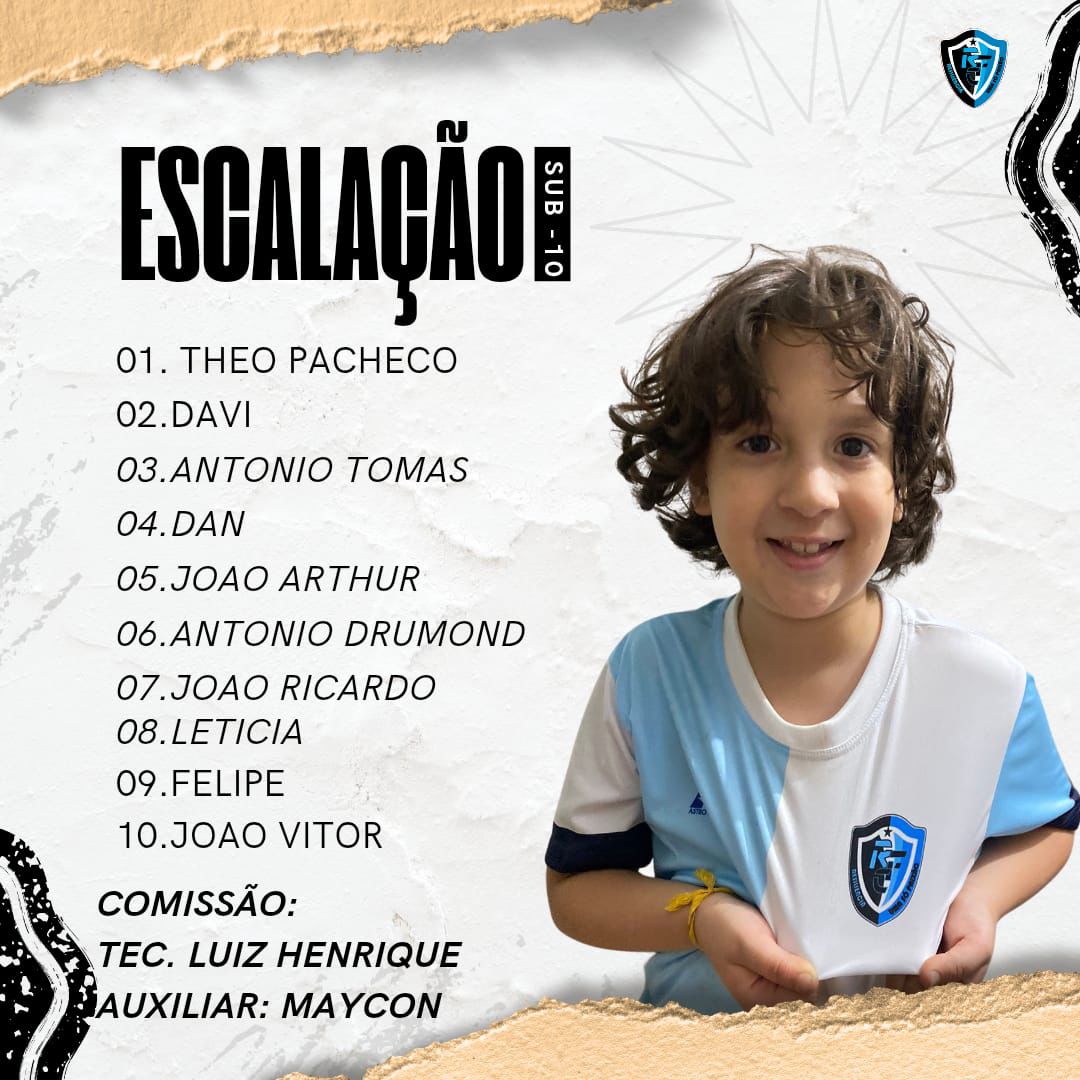 ESCALAÇÃO
SUB -10
01. THEO PACHECO
02.DAVI
03.ANTONIO TOMAS
04.DAN
05.JOAO ARTHUR
06.ANTONIO DRUMOND
07.JOAO RICARDO
08.LETICIA
09.FELIPE
10.JOAO VITOR
COMISSÃO:
TEC. LUIZ HENRIQUE
AUXILIAR: MAYCON
ASTRO